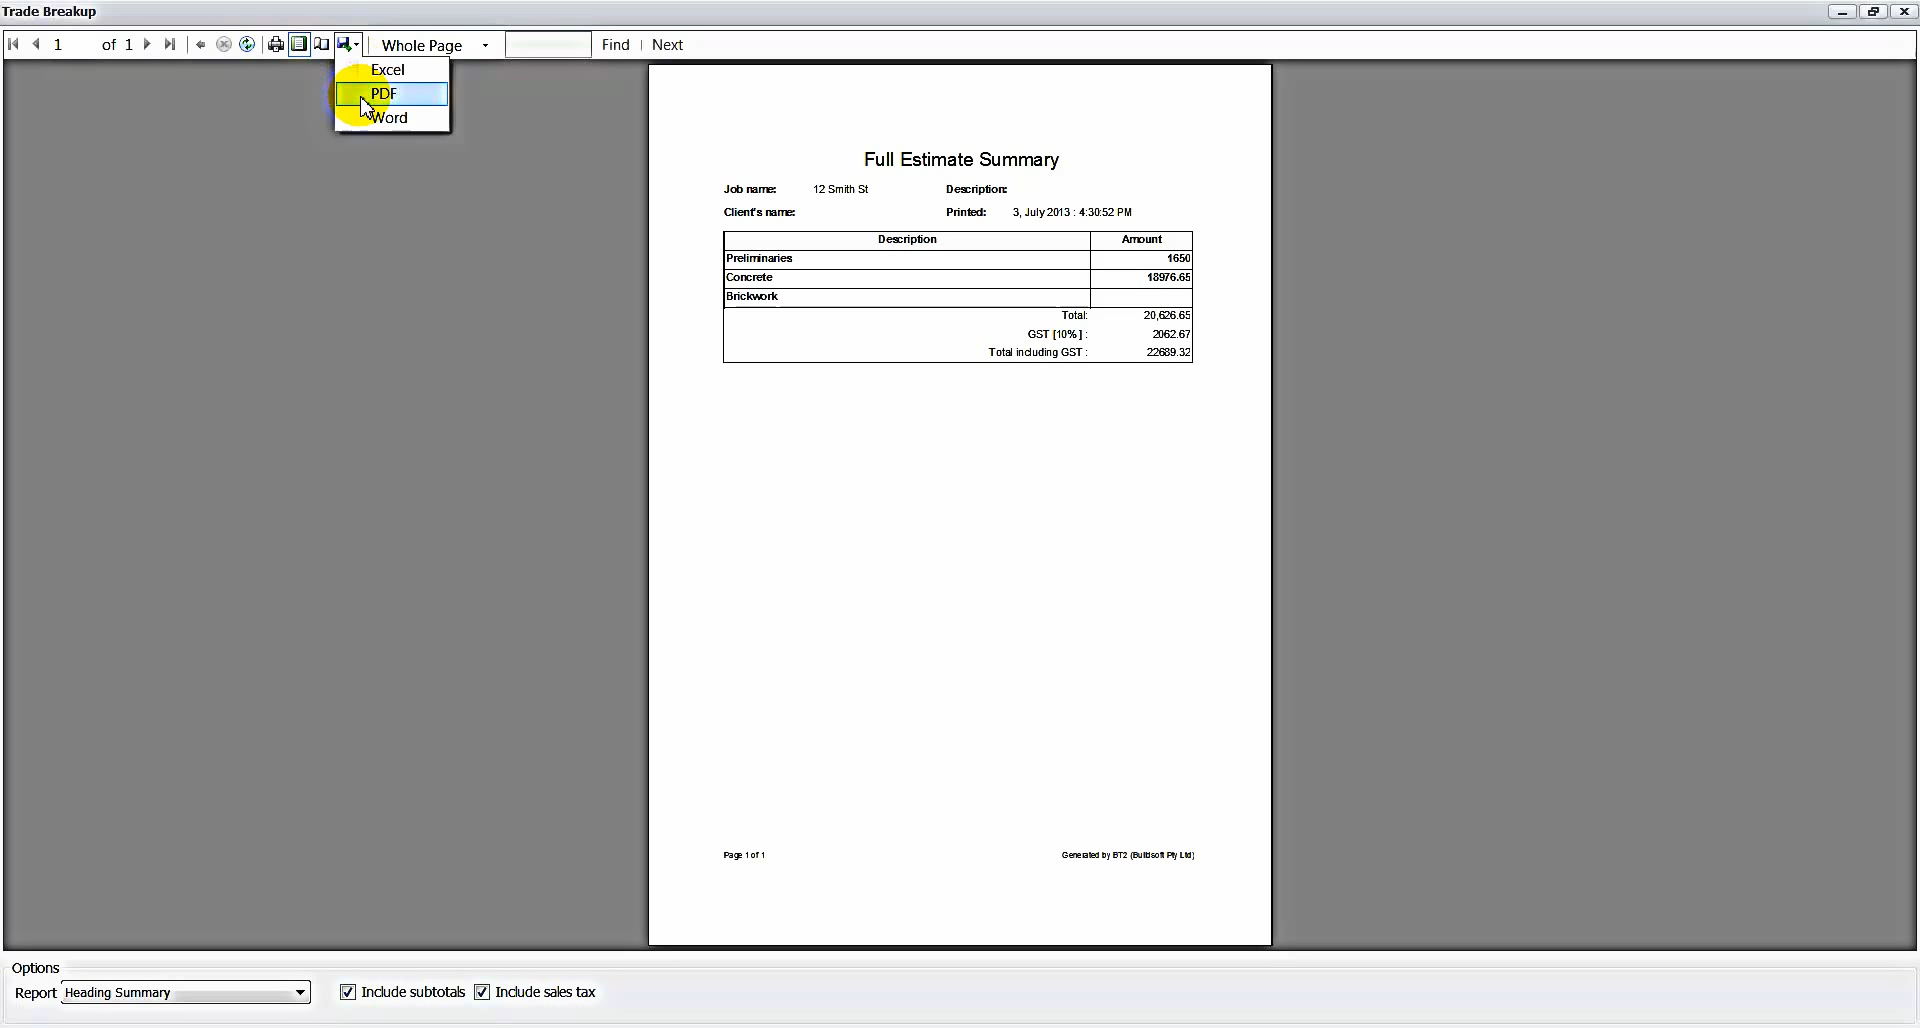 Trade Breakup
1 of 1 Whole Page Find Next
Excel
PDF
Word
Full Estimate Summary
Job name: 12 Smith St Description:
Client's name: Printed: 3, July 2013 : 4:30:52 PM
Description Amount
Preliminaries 1650
Concrete 18976.65
Brickwork
Total: 20,626.65
GST [10%] : 2062.67
Total including GST : 22689.32
Page 1 of 1 Generated by BT2 (Buildsoft Pty Ltd)
Options
Report Heading Summary Include subtotals Include sales tax